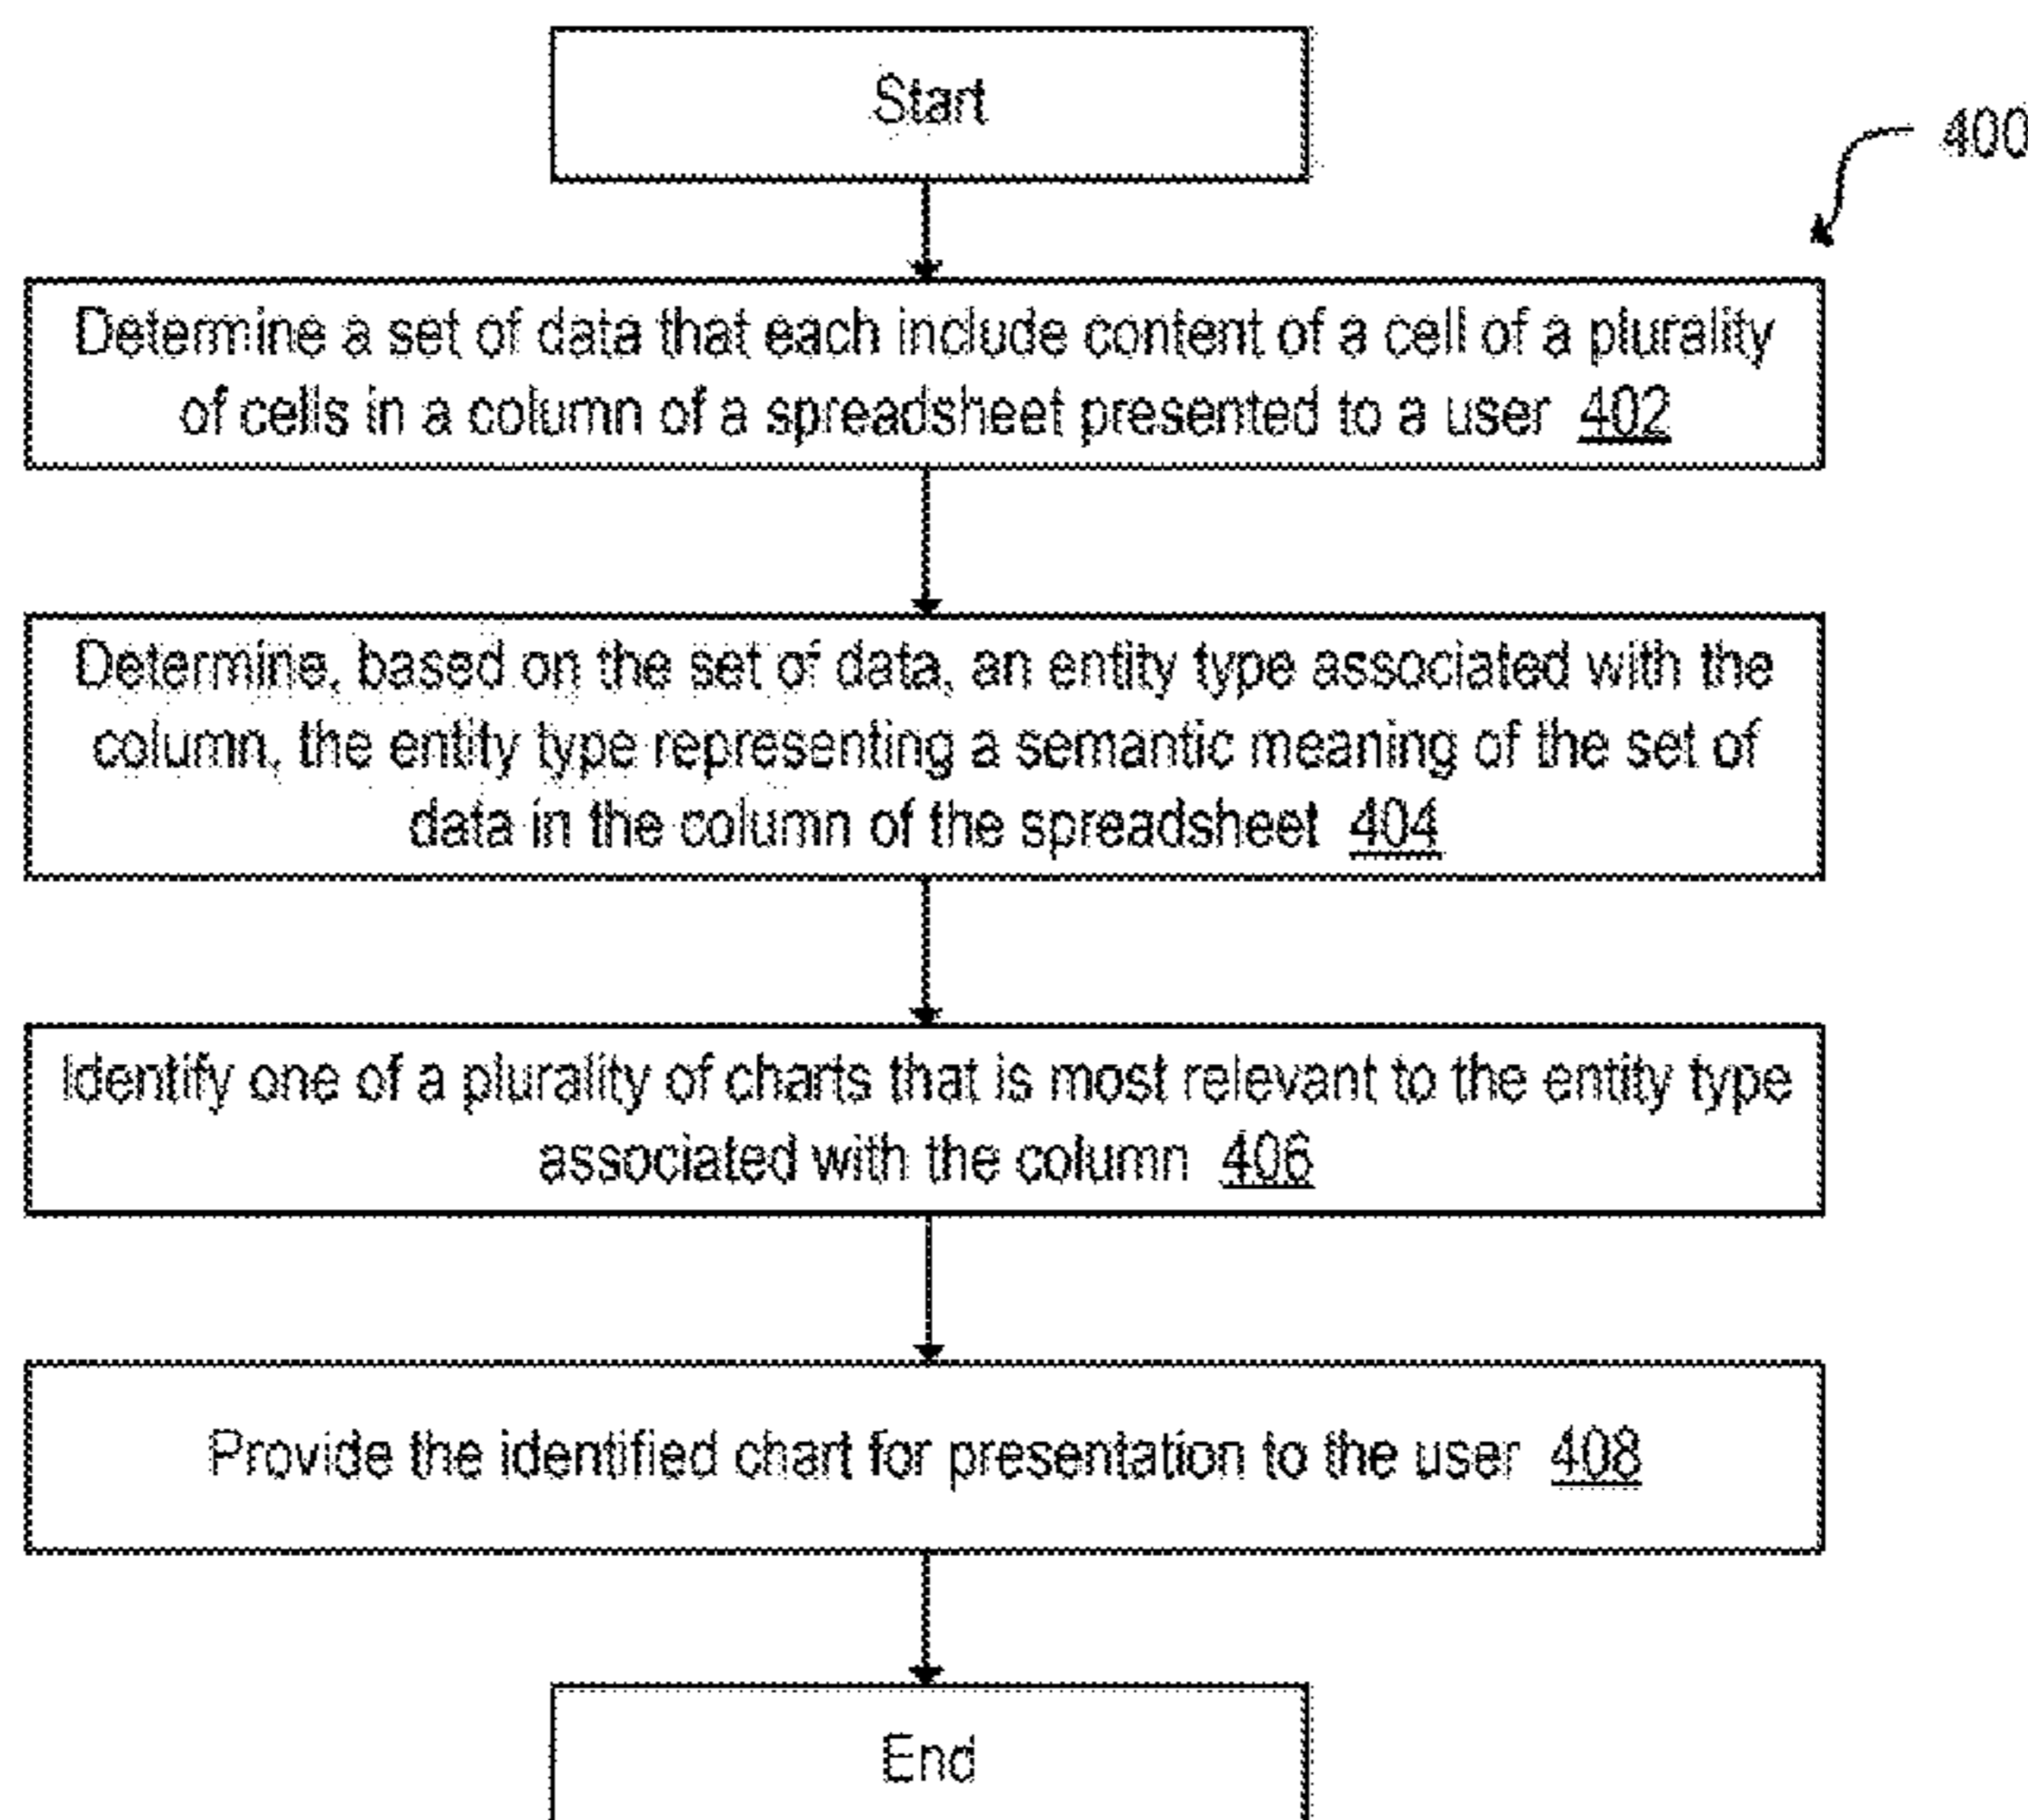 Start
400
Determine a set of data that each include content of a cell of a plurality
of cells in a column of a spreadsheet presented to a user 402
Determine, based on the set of data, an entity type associated with the
column, the entity type representing a semantic meaning of the set of
data in the column of the spreadsheet 404
Identify one of a plurality of charts that is most relevant to the entity type
associated with the column 406
Provide the identified chart for presentation to the user 408
End